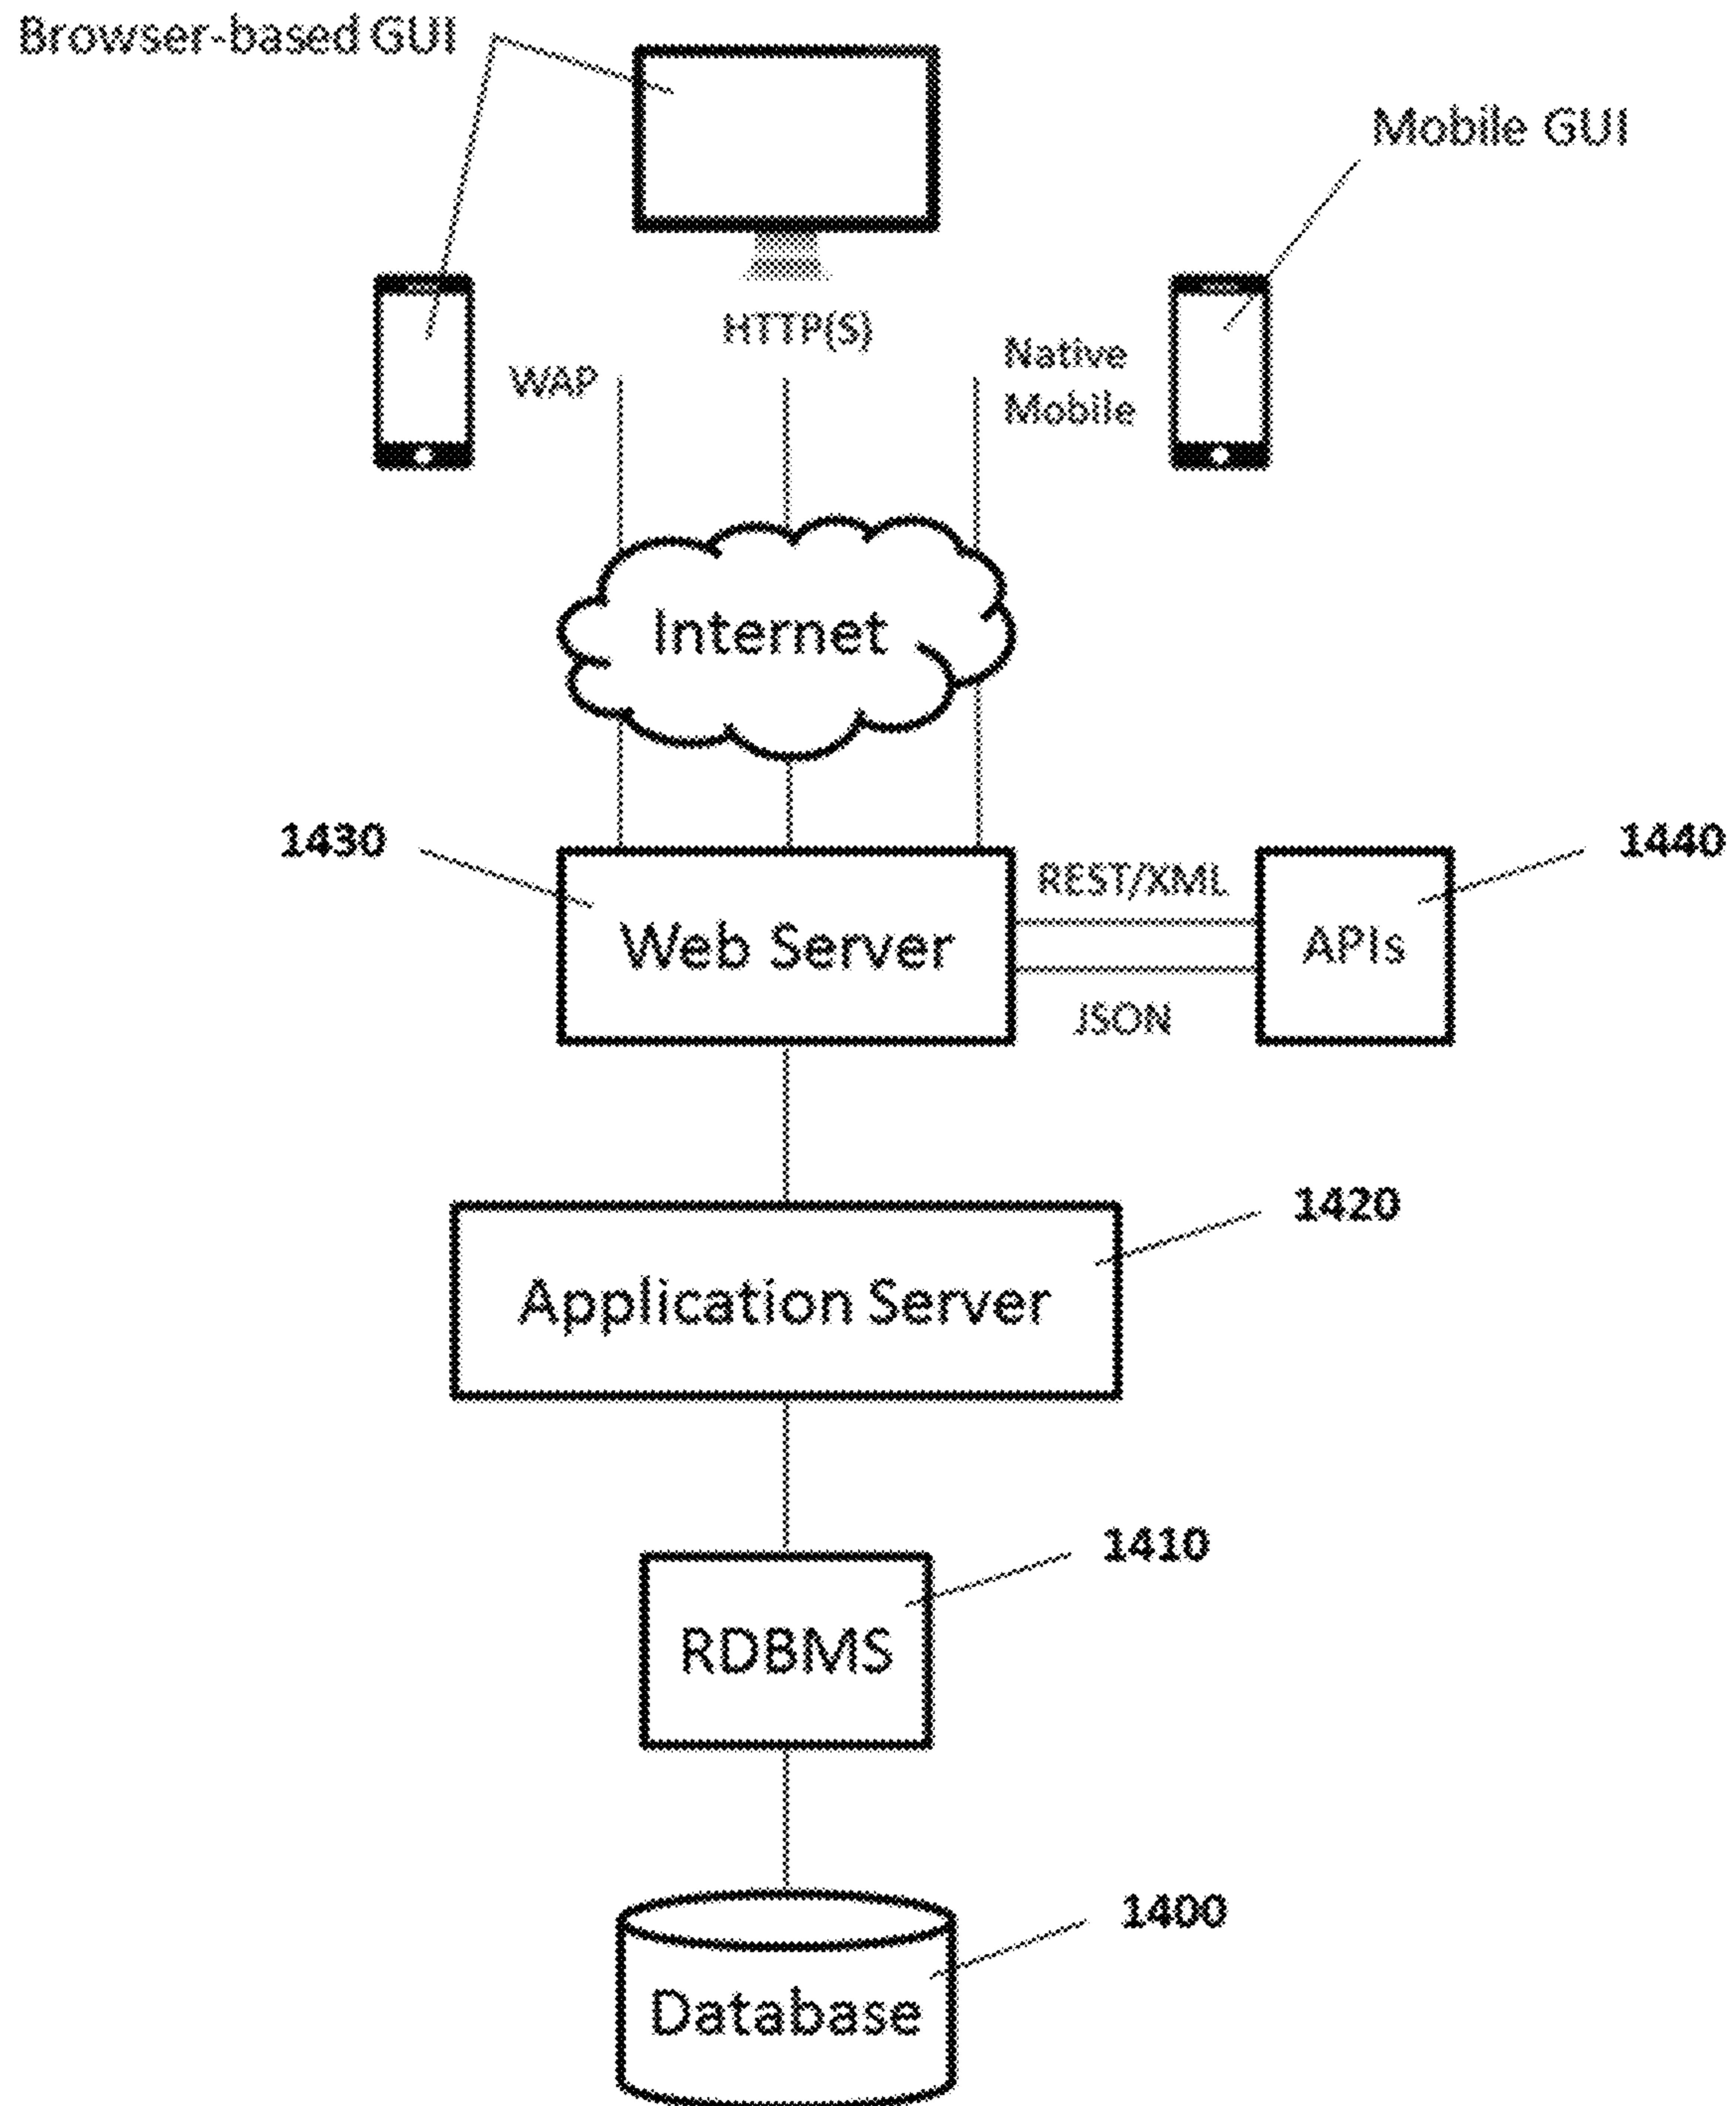 Browser-based GUI
Mobile GUI
HTTP(S)
WAP
Native
Mobile
Internet
1430
1440
REST/XML
Web Server
APIs
JSON
1420
Application Server
1410
RDBMS
1400
Database